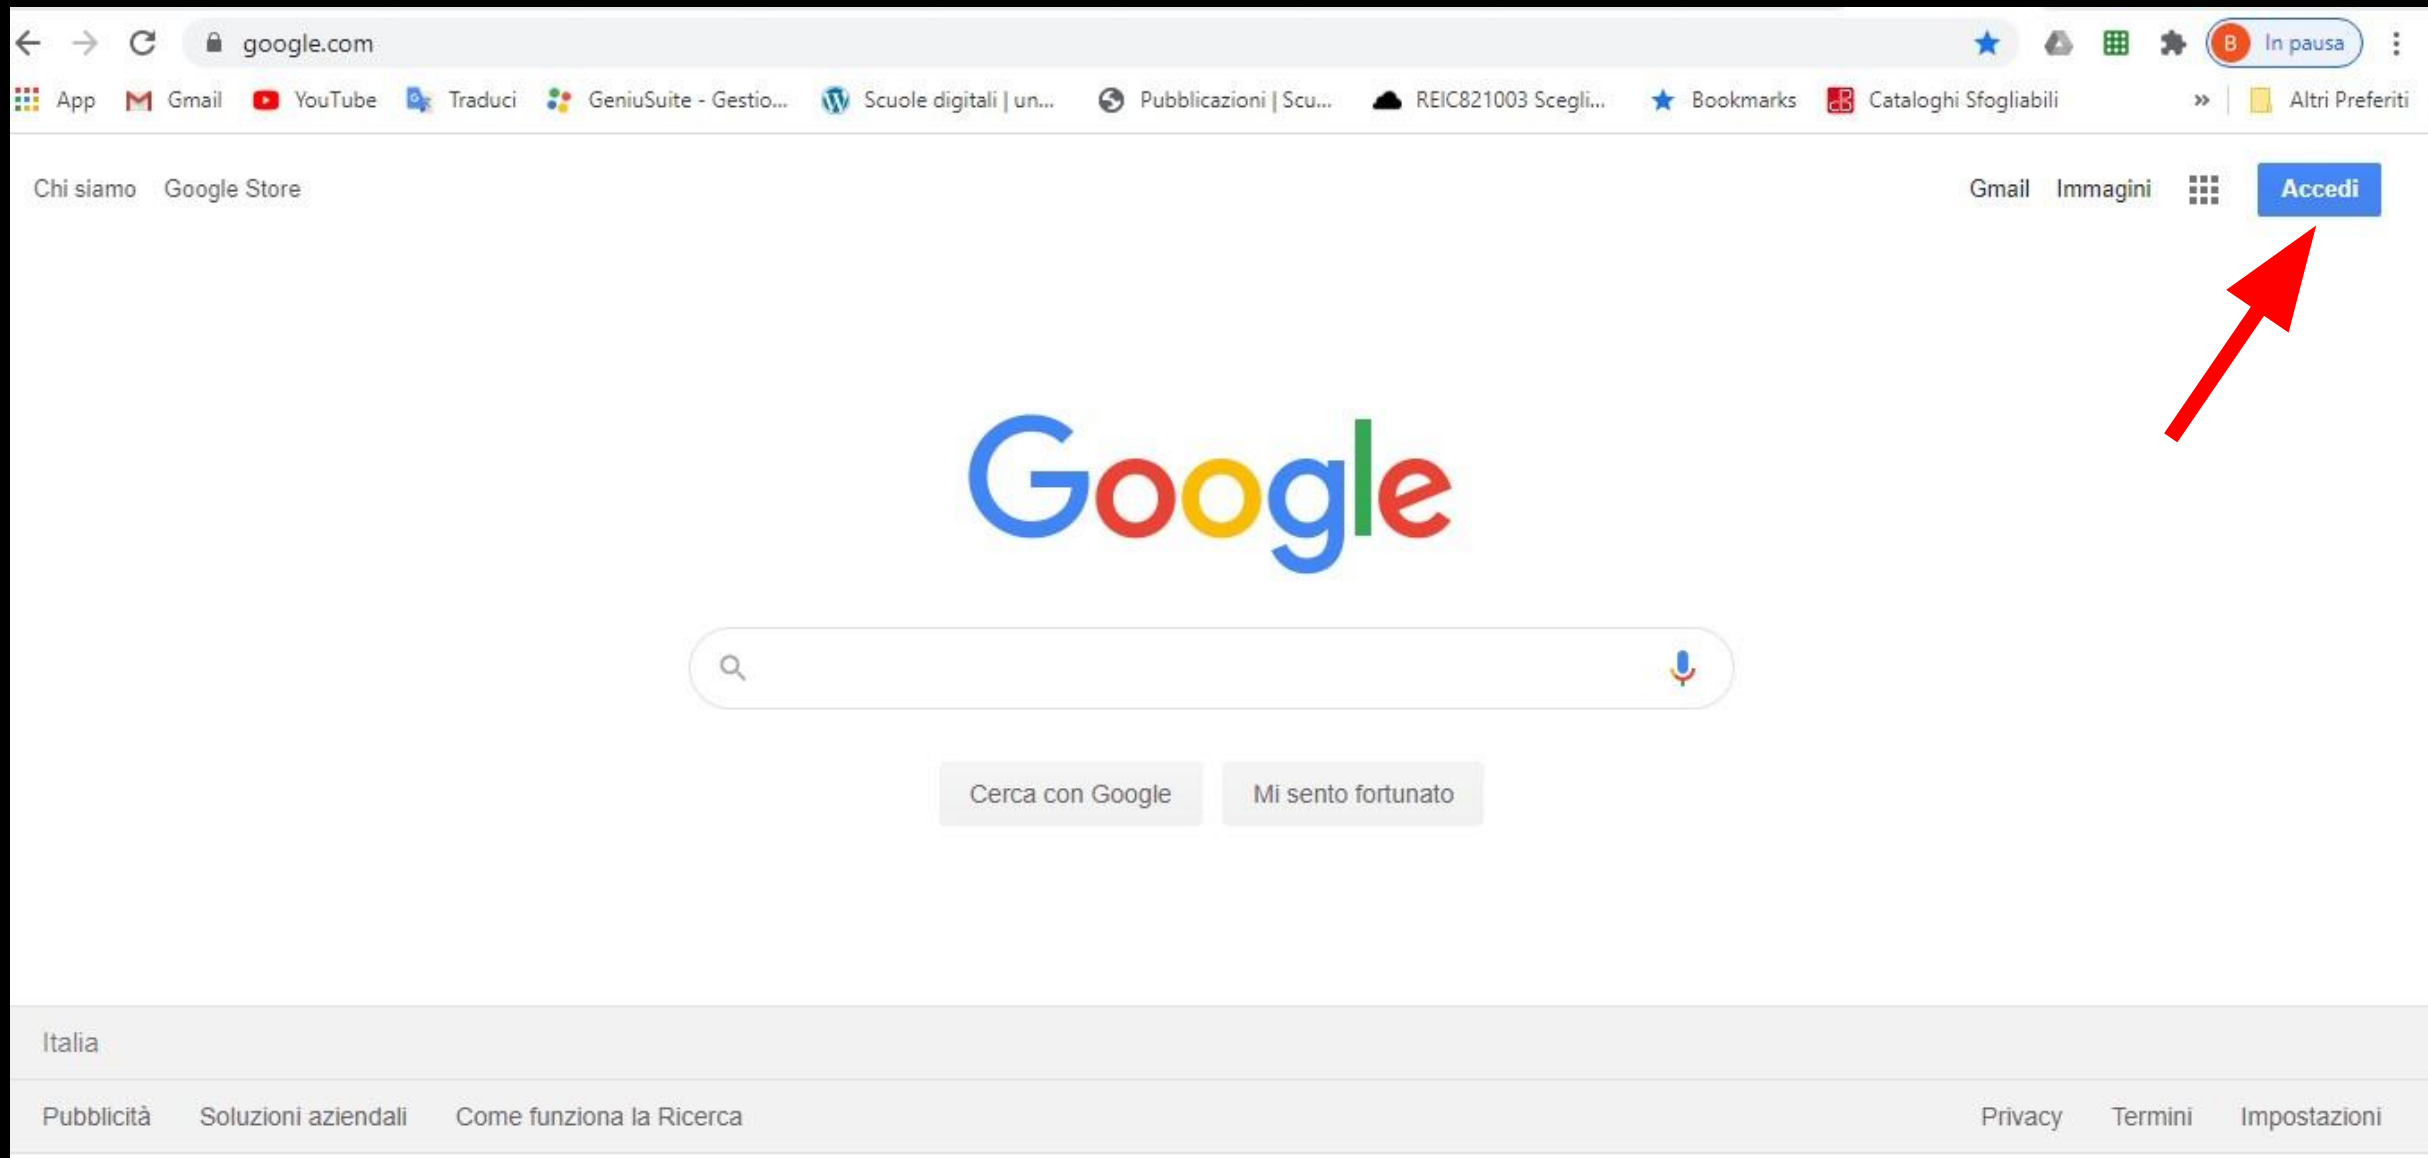 google.com B In pausa
App Gmail YouTube Traduci GeniuSuite - Gestio... Scuole digitali | un... Pubblicazioni | Scu... REIC821003 Scegli... Bookmarks Cataloghi Sfogliabili » Altri Preferiti
Chi siamo Google Store Gmail Immagini Accedi
Google
Cerca con Google Mi sento fortunato
Italia
Pubblicità Soluzioni aziendali Come funziona la Ricerca Privacy Termini Impostazioni